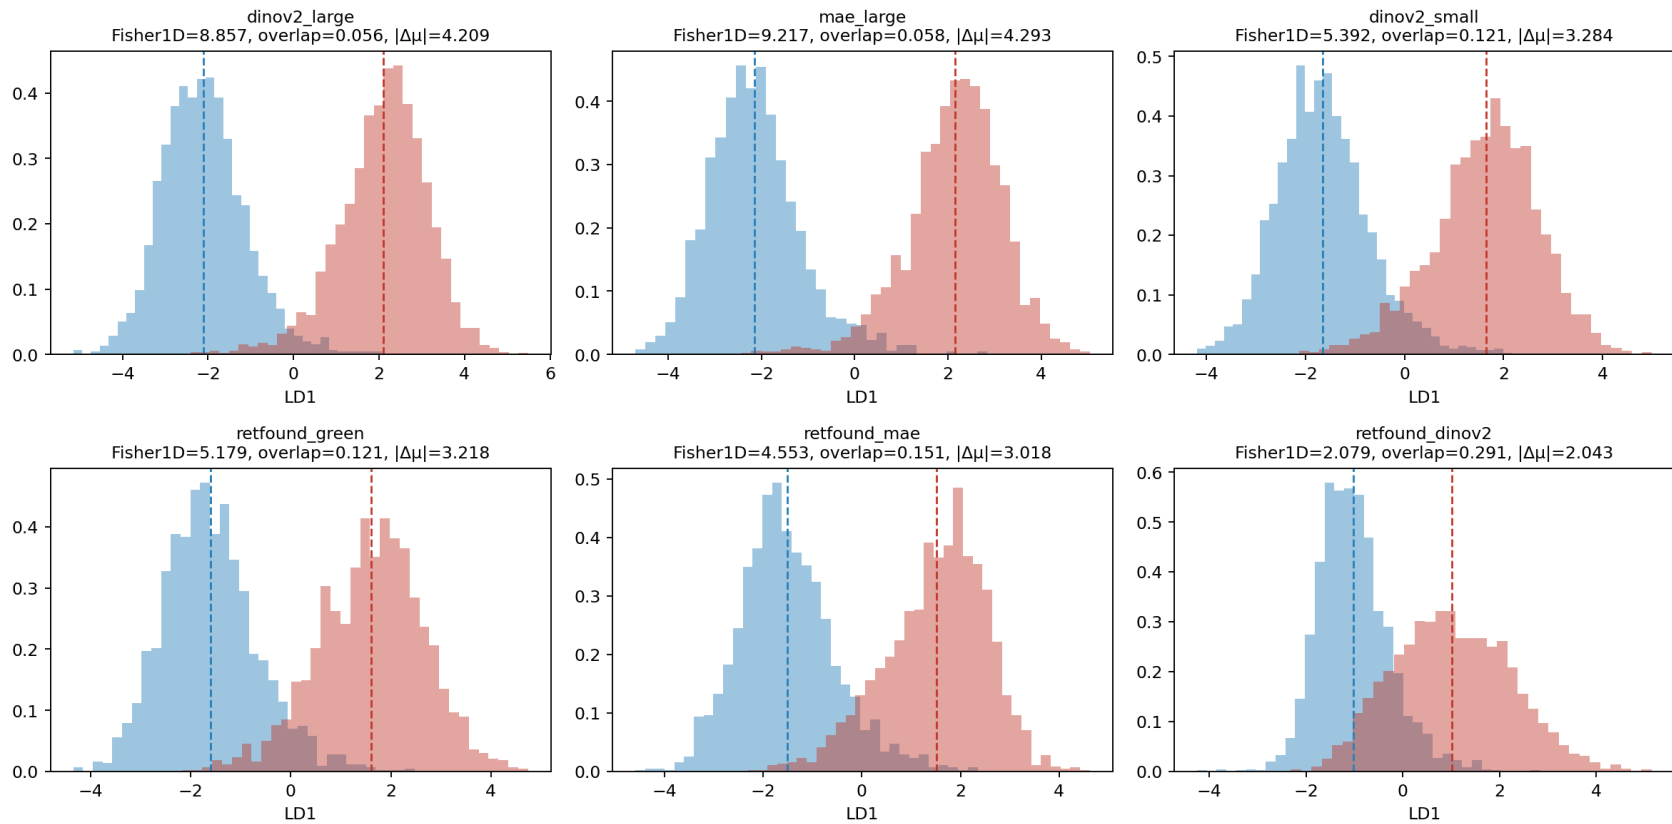 dinov2_large
Fisher1D=8.857, overlap=0.056, |Δμ|=4.209
0.4
0.3
0.2
0.1
0.0
−4 −2 0 2 4 6
LD1
mae_large
Fisher1D=9.217, overlap=0.058, |Δμ|=4.293
0.4
0.3
0.2
0.1
0.0
−4 −2 0 2 4
LD1
dinov2_small
Fisher1D=5.392, overlap=0.121, |Δμ|=3.284
0.5
0.4
0.3
0.2
0.1
0.0
−4 −2 0 2 4
LD1
retfound_green
Fisher1D=5.179, overlap=0.121, |Δμ|=3.218
0.4
0.3
0.2
0.1
0.0
−4 −2 0 2 4
LD1
retfound_mae
Fisher1D=4.553, overlap=0.151, |Δμ|=3.018
0.5
0.4
0.3
0.2
0.1
0.0
−4 −2 0 2 4
LD1
retfound_dinov2
Fisher1D=2.079, overlap=0.291, |Δμ|=2.043
0.6
0.5
0.4
0.3
0.2
0.1
0.0
−4 −2 0 2 4
LD1